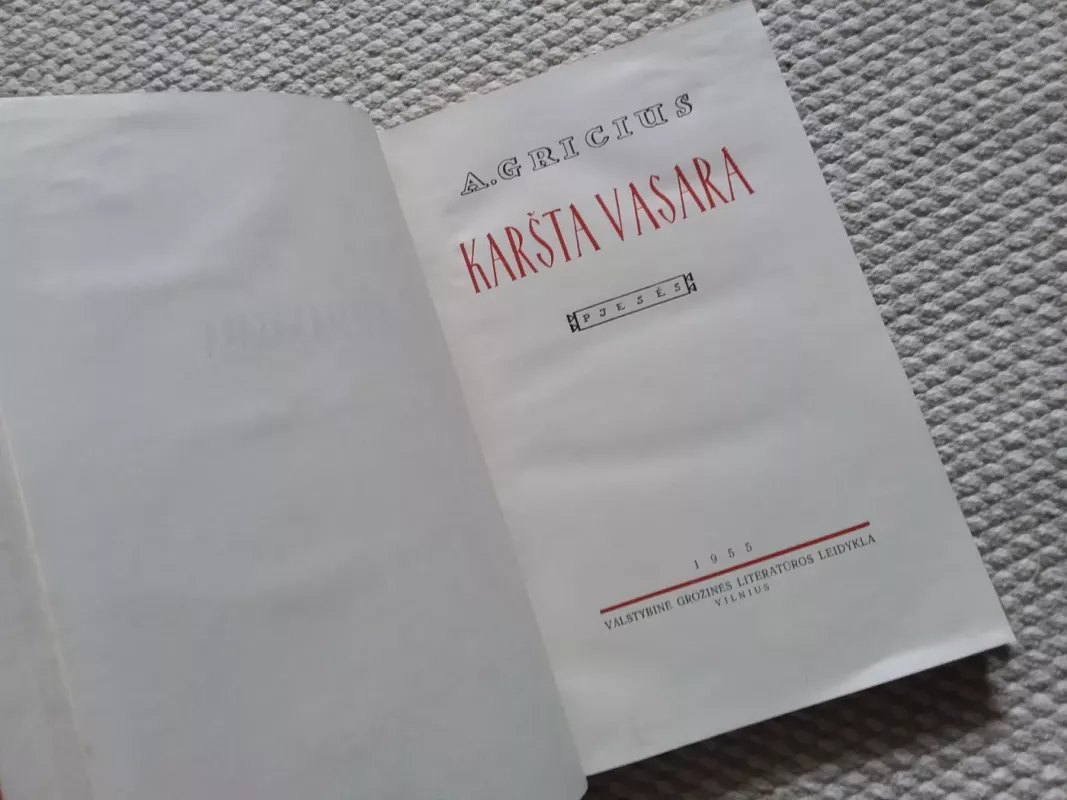 A. GRICIUS
KARŠTA VASARA
PJESĖS
1955
VALSTYBINĖ GROŽINĖS LITERATŪROS LEIDYKLA
VILNIUS